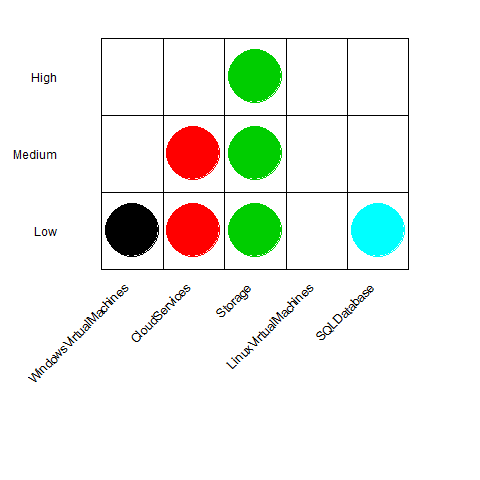 High
Medium
Low
WindowsVirtualMachines
CloudServices
Storage
LinuxVirtualMachines
SQLDatabase